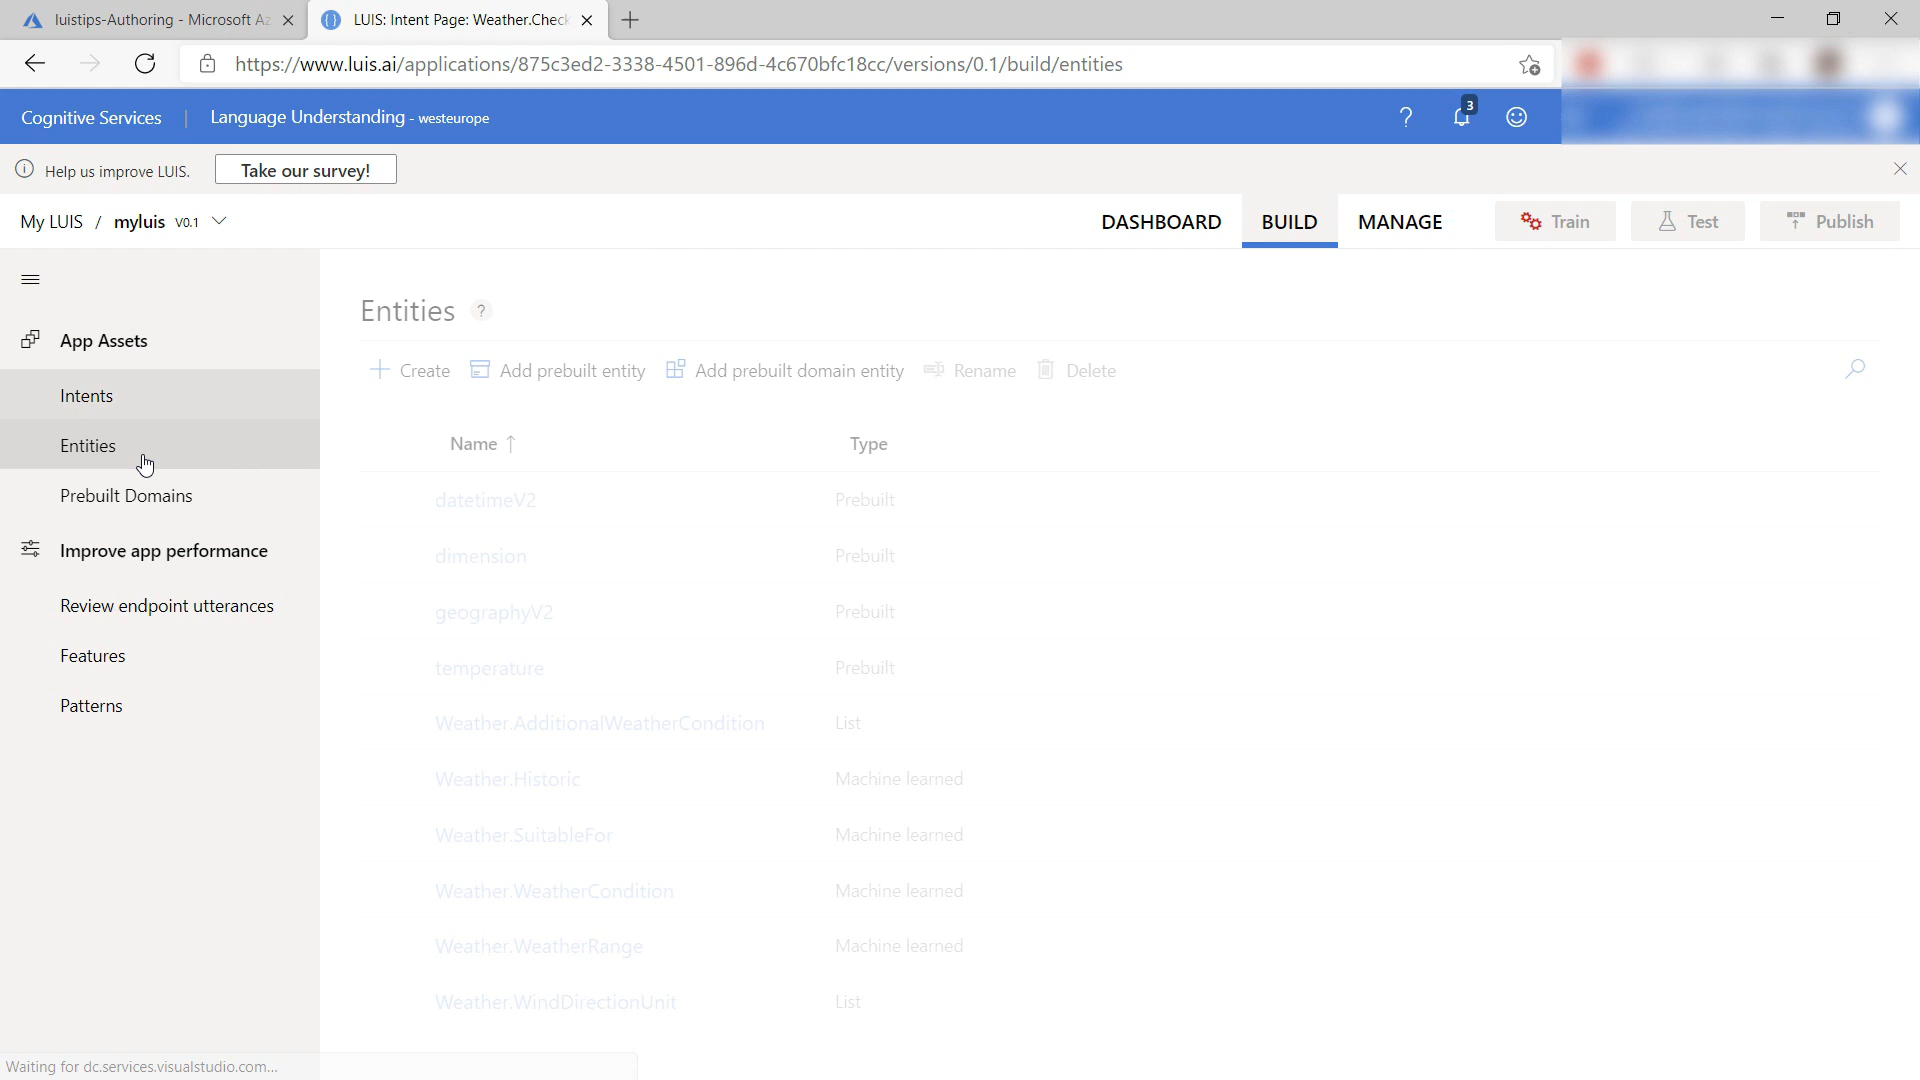 luistips-Authoring - Microsoft Az
LUIS: Intent Page: Weather.Check
https://www.luis.ai/applications/875c3ed2-3338-4501-896d-4c670bfc18cc/versions/0.1/build/entities
Cognitive Services | Language Understanding - westeurope
? 3
Help us improve LUIS. Take our survey!
My LUIS / myluis V0.1
DASHBOARD BUILD MANAGE Train Test Publish
App Assets
Intents
Entities
Prebuilt Domains
Improve app performance
Review endpoint utterances
Features
Patterns
Entities ?
Create Add prebuilt entity Add prebuilt domain entity Rename Delete
Name ↑ Type
datetimeV2 Prebuilt
dimension Prebuilt
geographyV2 Prebuilt
temperature Prebuilt
Weather.AdditionalWeatherCondition List
Weather.Historic Machine learned
Weather.SuitableFor Machine learned
Weather.WeatherCondition Machine learned
Weather.WeatherRange Machine learned
Weather.WindDirectionUnit List
Waiting for dc.services.visualstudio.com...